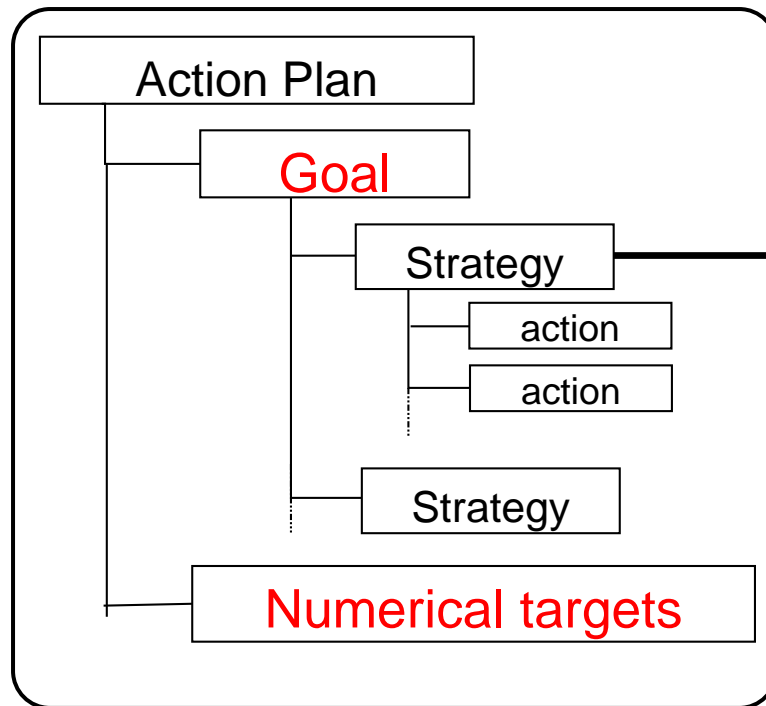 Action Plan
Goal
Strategy
action
action
Strategy
Numerical targets